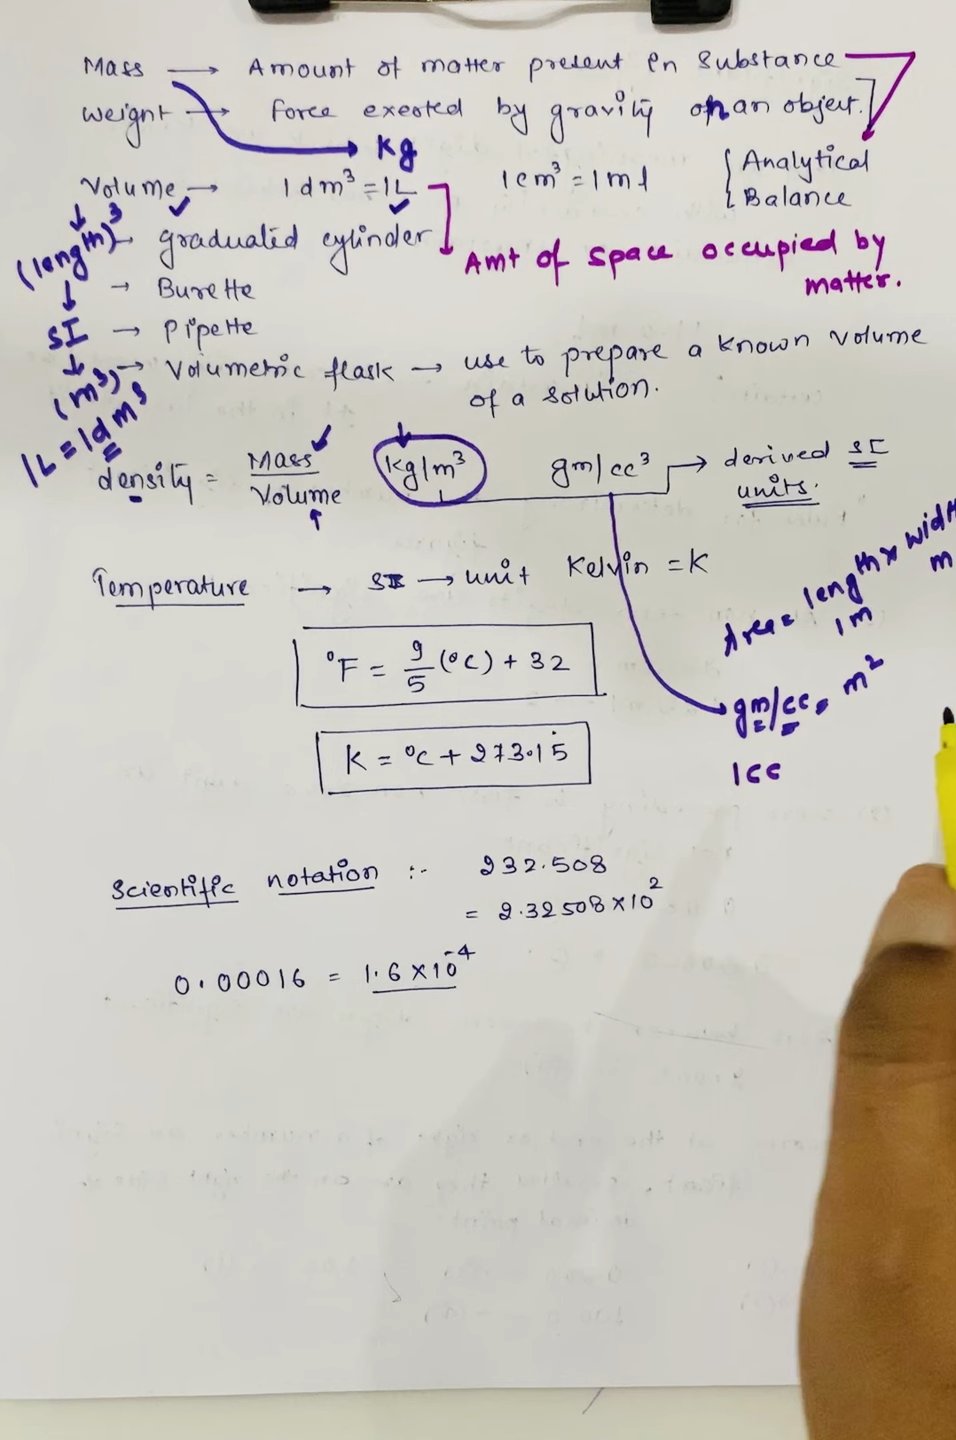 Mass → Amount of matter present in substance
weight → force exerted by gravity on an object.
Kg
Volume → 1 dm³ = 1L 1 cm³ = 1 ml
{ Analytical
Balance
(length)³
→ graduated cylinder
Amt of space occupied by
matter.
→ Burette
SI → Pipette
→ Volumetric flask → use to prepare a known volume
of a solution.
(m³)
1L = 1dm³
density = Mass/Volume kg/m³ gm/cc³ → derived SI
units.
Temperature → SI → unit Kelvin = K
Area = length × width
1m m
m²
°F = 9/5 (°C) + 32
gm/cc
K = °C + 273.15
1cc
Scientific notation :- 232.508
= 2.32508 × 10²
0.00016 = 1.6 × 10⁻⁴